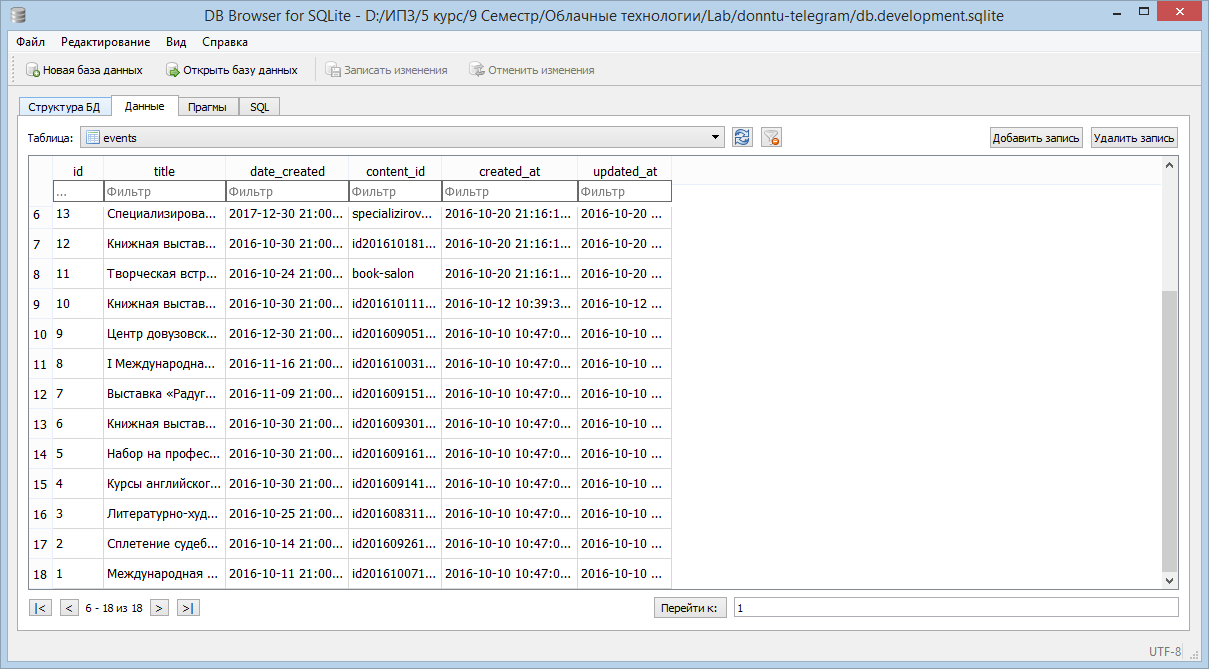 DB Browser for SQLite - D:/ИПЗ/5 курс/9 Семестр/Облачные технологии/Lab/donntu-telegram/db.development.sqlite
Файл Редактирование Вид Справка
Новая база данных Открыть базу данных Записать изменения Отменить изменения
Структура БД Данные Прагмы SQL
Таблица: events Добавить запись Удалить запись
id title date_created content_id created_at updated_at
... Фильтр Фильтр Фильтр Фильтр Фильтр
6 13 Специализирова... 2017-12-30 21:00... specializirov... 2016-10-20 21:16:1... 2016-10-20 ...
7 12 Книжная выстав... 2016-10-30 21:00... id201610181... 2016-10-20 21:16:1... 2016-10-20 ...
8 11 Творческая встр... 2016-10-24 21:00... book-salon 2016-10-20 21:16:1... 2016-10-20 ...
9 10 Книжная выстав... 2016-10-30 21:00... id201610111... 2016-10-12 10:39:3... 2016-10-12 ...
10 9 Центр довузовск... 2016-12-30 21:00... id201609051... 2016-10-10 10:47:0... 2016-10-10 ...
11 8 I Международна... 2016-11-16 21:00... id201610031... 2016-10-10 10:47:0... 2016-10-10 ...
12 7 Выставка «Радуг... 2016-11-09 21:00... id201609151... 2016-10-10 10:47:0... 2016-10-10 ...
13 6 Книжная выстав... 2016-10-30 21:00... id201609301... 2016-10-10 10:47:0... 2016-10-10 ...
14 5 Набор на профес... 2016-10-30 21:00... id201609161... 2016-10-10 10:47:0... 2016-10-10 ...
15 4 Курсы английског... 2016-10-30 21:00... id201609141... 2016-10-10 10:47:0... 2016-10-10 ...
16 3 Литературно-худ... 2016-10-25 21:00... id201608311... 2016-10-10 10:47:0... 2016-10-10 ...
17 2 Сплетение судеб... 2016-10-14 21:00... id201609261... 2016-10-10 10:47:0... 2016-10-10 ...
18 1 Международная ... 2016-10-11 21:00... id201610071... 2016-10-10 10:47:0... 2016-10-10 ...
|< < 6 - 18 из 18 > >| Перейти к: 1
UTF-8